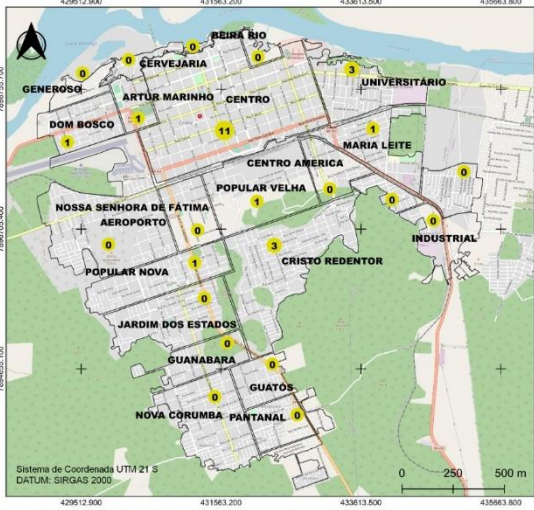 429512.900 431563.200 433613.500 435663.800
BEIRA RIO
0
0
CERVEJARIA
0
0
3
GENEROSO
UNIVERSITÁRIO
ARTUR MARINHO
CENTRO
DOM BOSCO
1
11
1
1
MARIA LEITE
CENTRO AMERICA
0
POPULAR VELHA
0
1
0
NOSSA SENHORA DE FÁTIMA
AEROPORTO
0
0
0
INDUSTRIAL
3
1
CRISTO REDENTOR
POPULAR NOVA
0
JARDIM DOS ESTADOS
0
GUANABARA
0
GUATÓS
0
NOVA CORUMBA
PANTANAL
0
Sistema de Coordenada UTM 21 S
DATUM: SIRGAS 2000
0 250 500 m
429512.900 431563.200 433613.500 435663.800